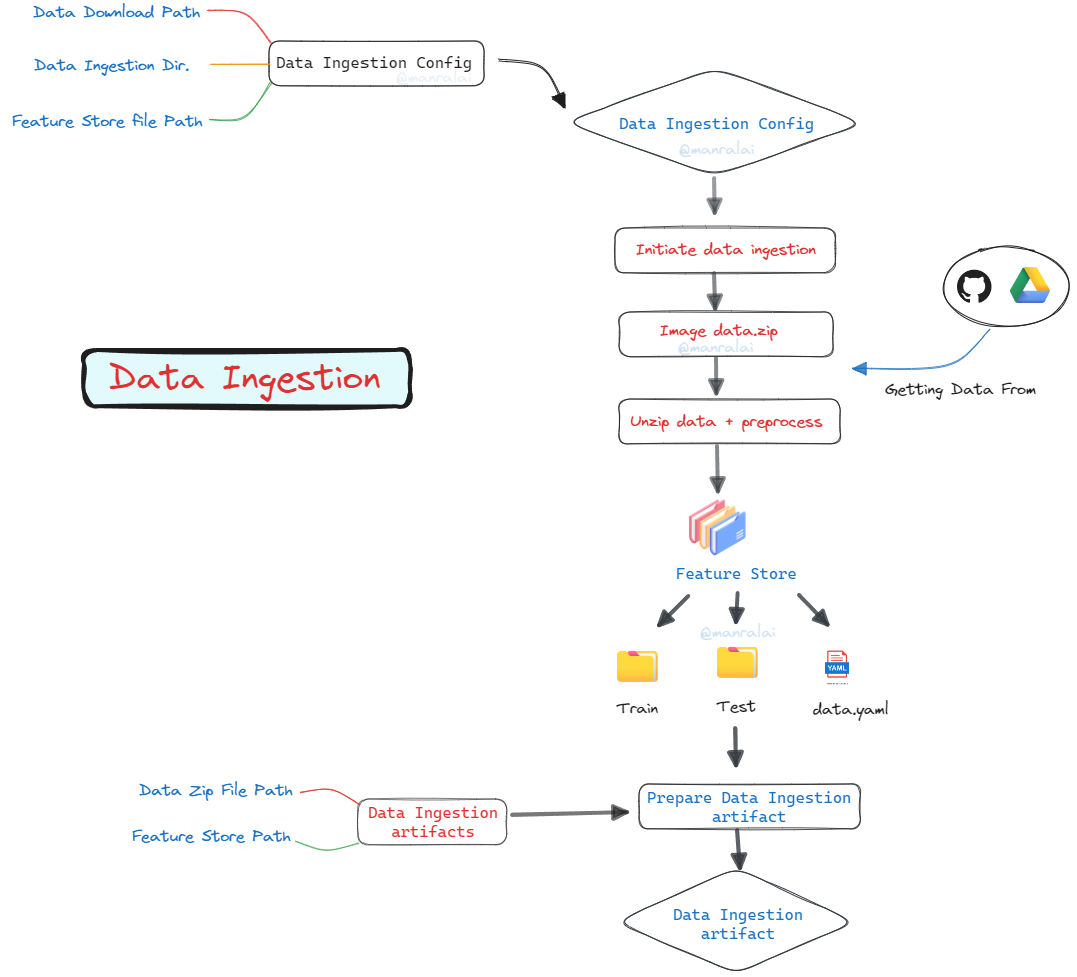 Data Download Path
Data Ingestion Dir.
Feature Store file Path
Data Ingestion Config
@manralai
Data Ingestion Config
@manralai
Initiate data ingestion
Image data.zip
@manralai
Unzip data + preprocess
Getting Data From
Data Ingestion
Feature Store
@manralai
YAML
Train
Test
data.yaml
Data Zip File Path
Feature Store Path
Data Ingestion
artifacts
Prepare Data Ingestion
artifact
Data Ingestion
artifact